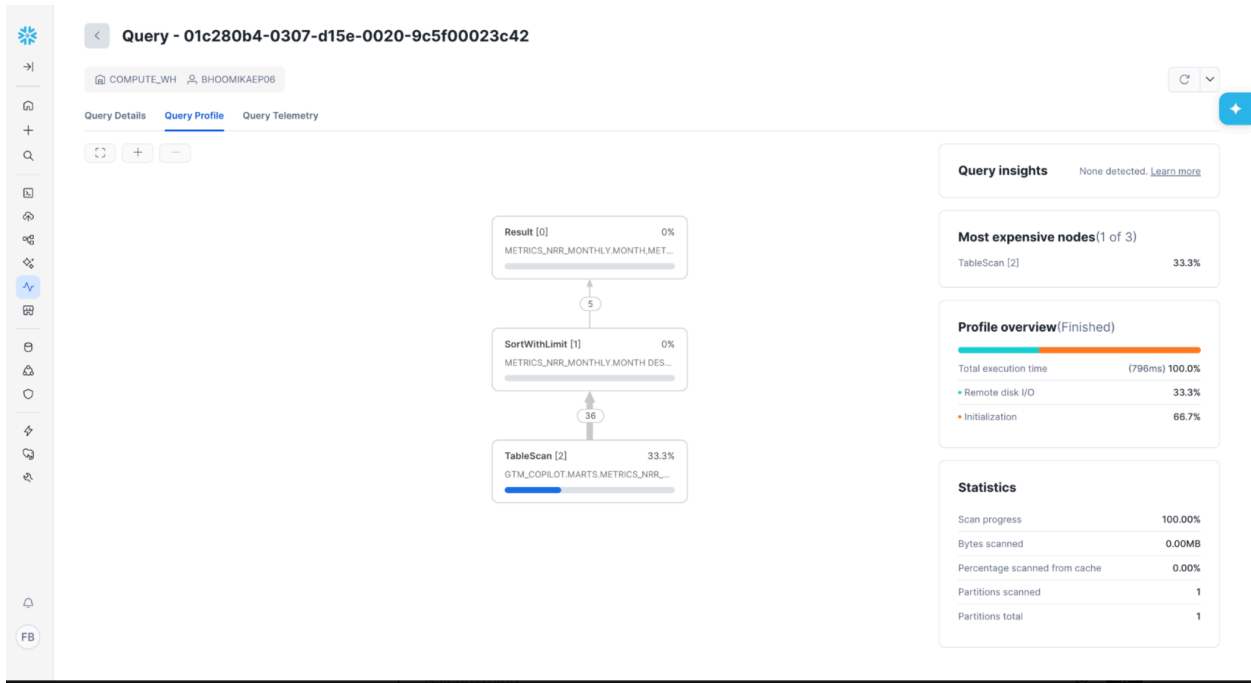 Query - 01c280b4-0307-d15e-0020-9c5f00023c42
COMPUTE_WH BHOOMIKAEP06
Query Details Query Profile Query Telemetry
Result [0] 0%
METRICS_NRR_MONTHLY.MONTH,MET...
5
SortWithLimit [1] 0%
METRICS_NRR_MONTHLY.MONTH DES...
36
TableScan [2] 33.3%
GTM_COPILOT.MARTS.METRICS_NRR_...
Query insights None detected. Learn more
Most expensive nodes(1 of 3)
TableScan [2] 33.3%
Profile overview(Finished)
Total execution time (796ms) 100.0%
Remote disk I/O 33.3%
Initialization 66.7%
Statistics
Scan progress 100.00%
Bytes scanned 0.00MB
Percentage scanned from cache 0.00%
Partitions scanned 1
Partitions total 1
FB